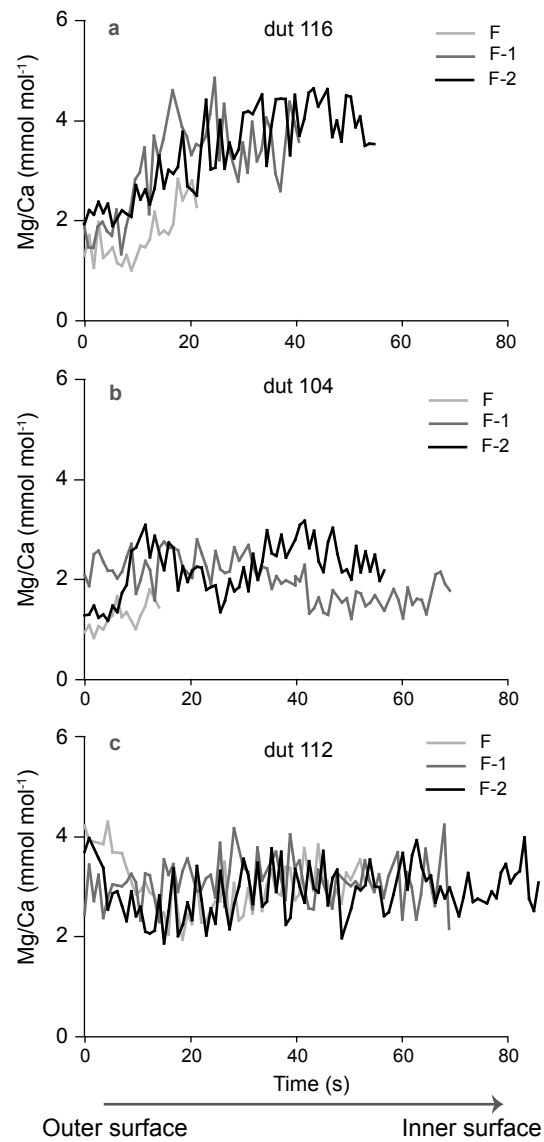 6
a
dut 116
F
F-1
F-2
4
Mg/Ca (mmol mol-1)
2
0
0 20 40 60 80
6
b
dut 104
F
F-1
F-2
4
Mg/Ca (mmol mol-1)
2
0
0 20 40 60 80
6
c
dut 112
F
F-1
F-2
4
Mg/Ca (mmol mol-1)
2
0
0 20 40 60 80
Time (s)
Outer surface Inner surface